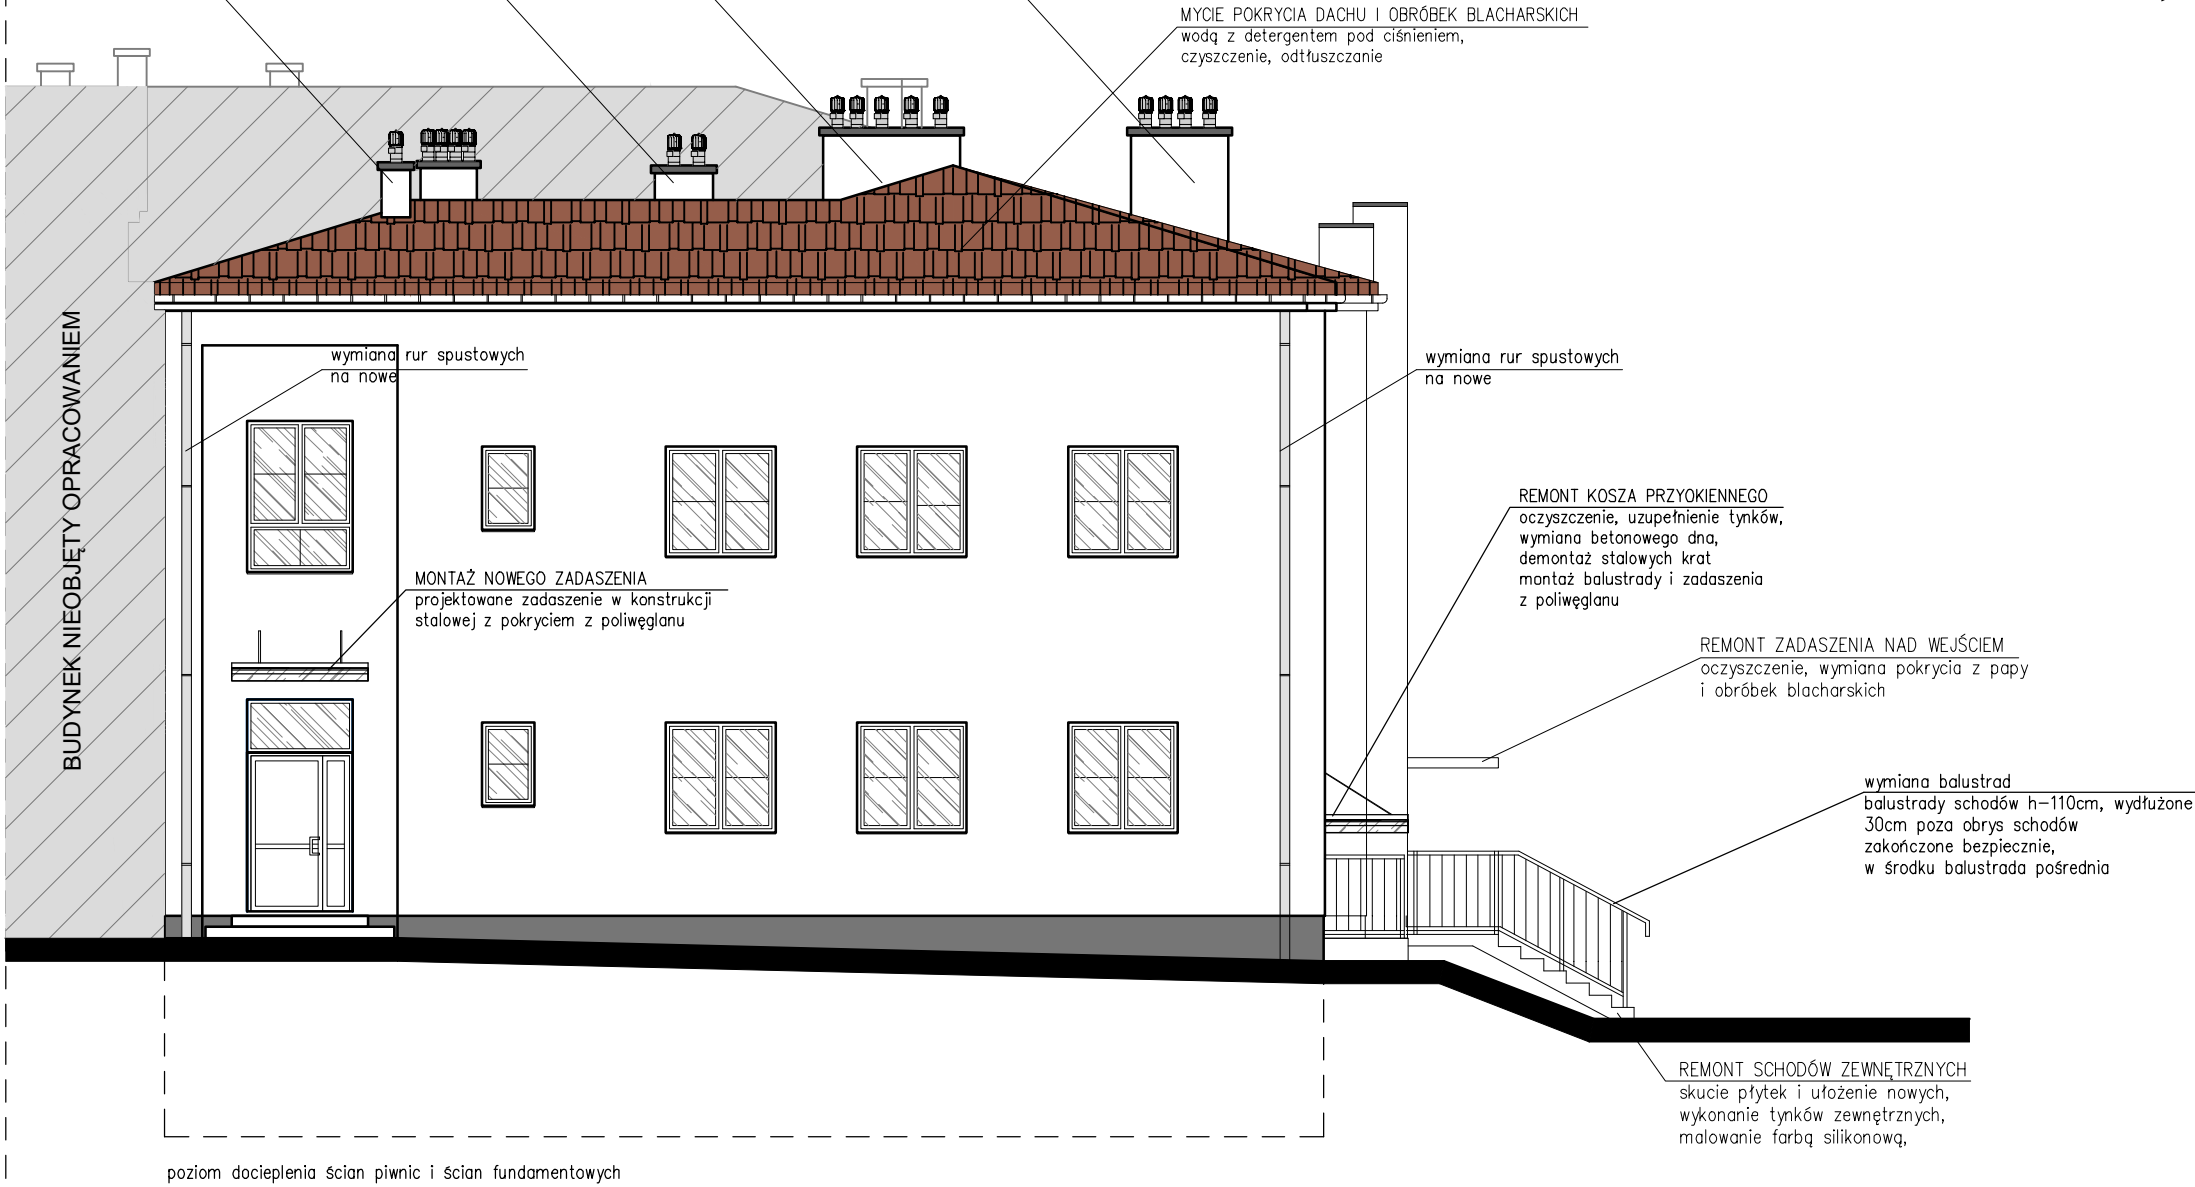 MYCIE POKRYCIA DACHU I OBRÓBEK BLACHARSKICH
wodą z detergentem pod ciśnieniem,
czyszczenie, odtłuszczanie
BUDYNEK NIEOBJĘTY OPRACOWANIEM
wymiana rur spustowych
na nowe
wymiana rur spustowych
na nowe
REMONT KOSZA PRZYOKIENNEGO
oczyszczenie, uzupełnienie tynków,
wymiana betonowego dna,
demontaż stalowych krat
montaż balustrady i zadaszenia
z poliwęglanu
MONTAŻ NOWEGO ZADASZENIA
projektowane zadaszenie w konstrukcji
stalowej z pokryciem z poliwęglanu
REMONT ZADASZENIA NAD WEJŚCIEM
oczyszczenie, wymiana pokrycia z papy
i obróbek blacharskich
wymiana balustrad
balustrady schodów h-110cm, wydłużone
30cm poza obrys schodów
zakończone bezpiecznie,
w środku balustrada pośrednia
REMONT SCHODÓW ZEWNĘTRZNYCH
skucie płytek i ułożenie nowych,
wykonanie tynków zewnętrznych,
malowanie farbą silikonową,
poziom docieplenia ścian piwnic i ścian fundamentowych